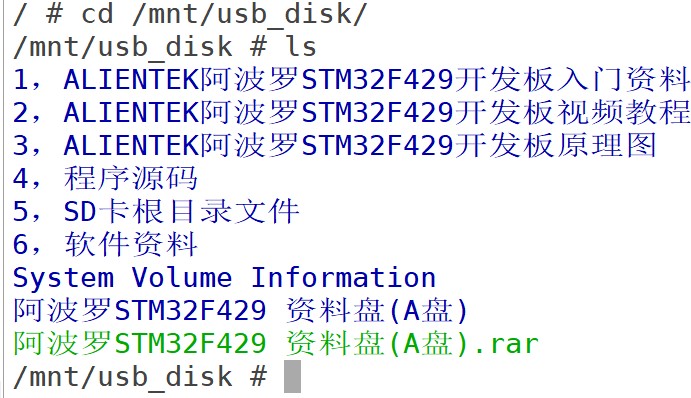 / # cd /mnt/usb_disk/
/mnt/usb_disk # ls
1，ALIENTEK阿波罗STM32F429开发板入门资料
2，ALIENTEK阿波罗STM32F429开发板视频教程
3，ALIENTEK阿波罗STM32F429开发板原理图
4，程序源码
5，SD卡根目录文件
6，软件资料
System Volume Information
阿波罗STM32F429 资料盘(A盘)
阿波罗STM32F429 资料盘(A盘).rar
/mnt/usb_disk #